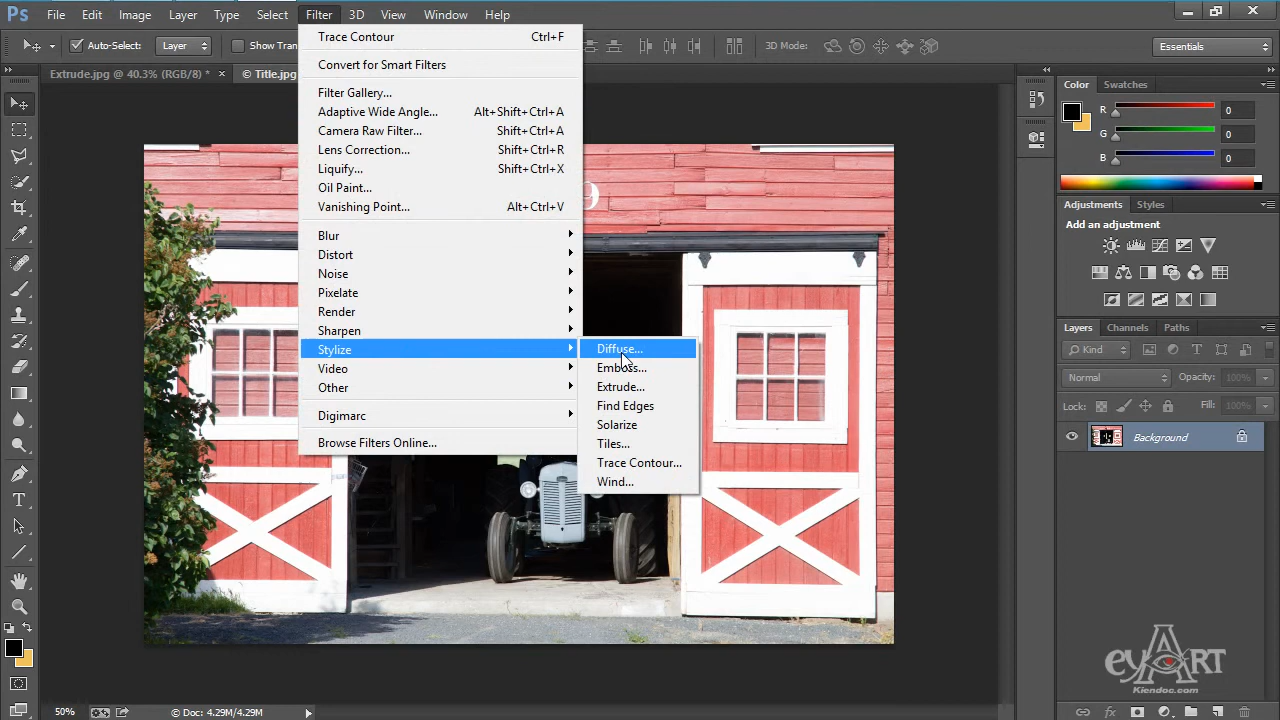 Ps File Edit Image Layer Type Select Filter 3D View Window Help
Auto-Select: Layer Show Tran 3D Mode: Essentials
Extrude.jpg @ 40.3% (RGB/8) * × © Title.jpg
Trace Contour Ctrl+F
Convert for Smart Filters
Filter Gallery...
Adaptive Wide Angle... Alt+Shift+Ctrl+A
Camera Raw Filter... Shift+Ctrl+A
Lens Correction... Shift+Ctrl+R
Liquify... Shift+Ctrl+X
Oil Paint...
Vanishing Point... Alt+Ctrl+V
Blur
Distort
Noise
Pixelate
Render
Sharpen
Stylize
Video
Other
Digimarc
Browse Filters Online...
Diffuse...
Emboss...
Extrude...
Find Edges
Solarize
Tiles...
Trace Contour...
Wind...
9
Color Swatches
R 0
G 0
B 0
Adjustments Styles
Add an adjustment
Layers Channels Paths
Kind
Normal Opacity: 100%
Lock: Fill: 100%
Background
eyART
Kiendoc.com
50% © Doc: 4.29M/4.29M